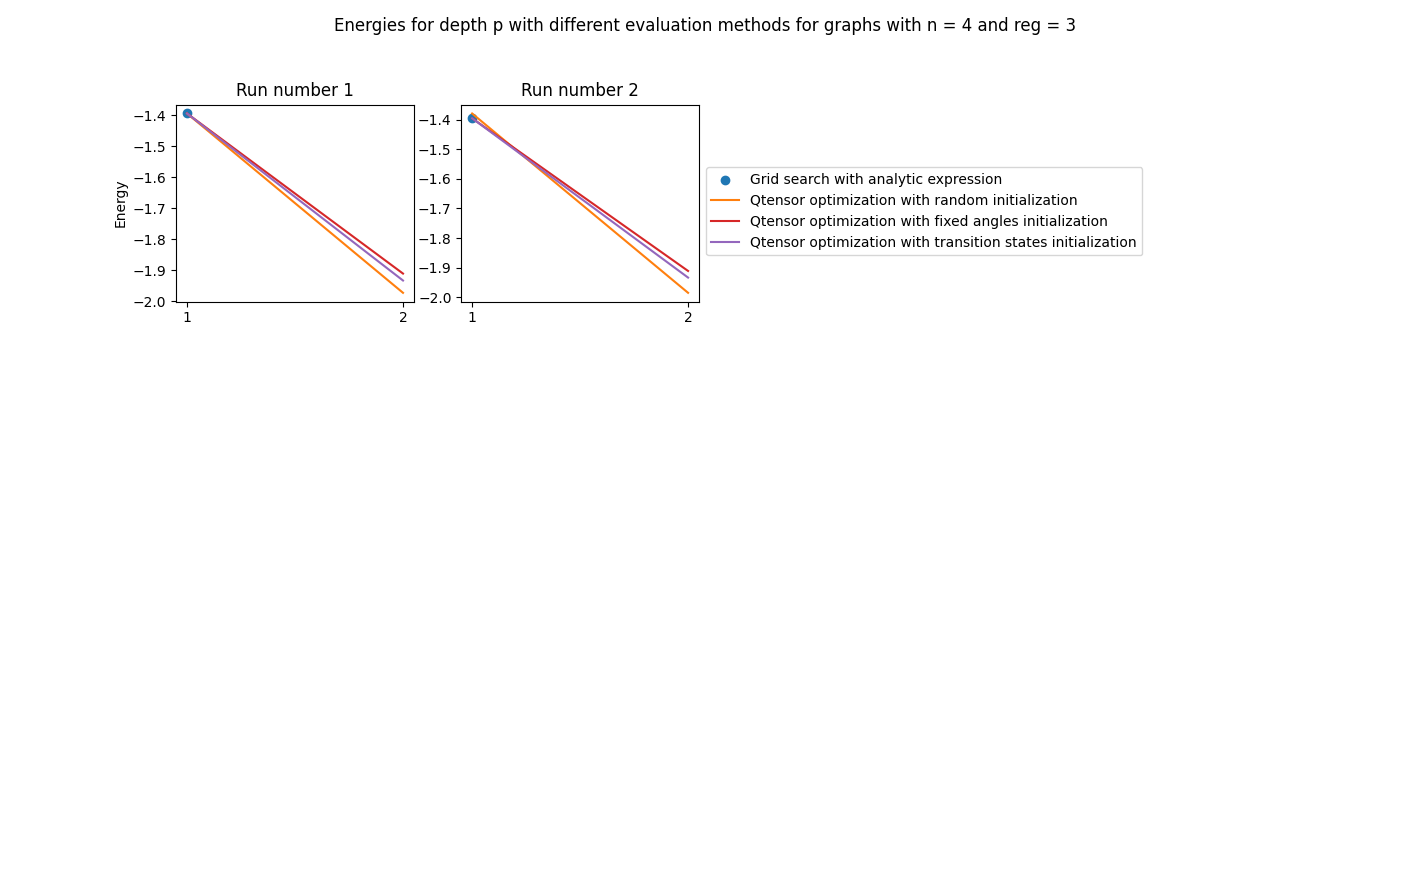 Energies for depth p with different evaluation methods for graphs with n = 4 and reg = 3
Run number 1
Run number 2
Energy
−1.4
−1.5
−1.6
−1.7
−1.8
−1.9
−2.0
1
2
−1.4
−1.5
−1.6
−1.7
−1.8
−1.9
−2.0
1
2
Grid search with analytic expression
Qtensor optimization with random initialization
Qtensor optimization with fixed angles initialization
Qtensor optimization with transition states initialization